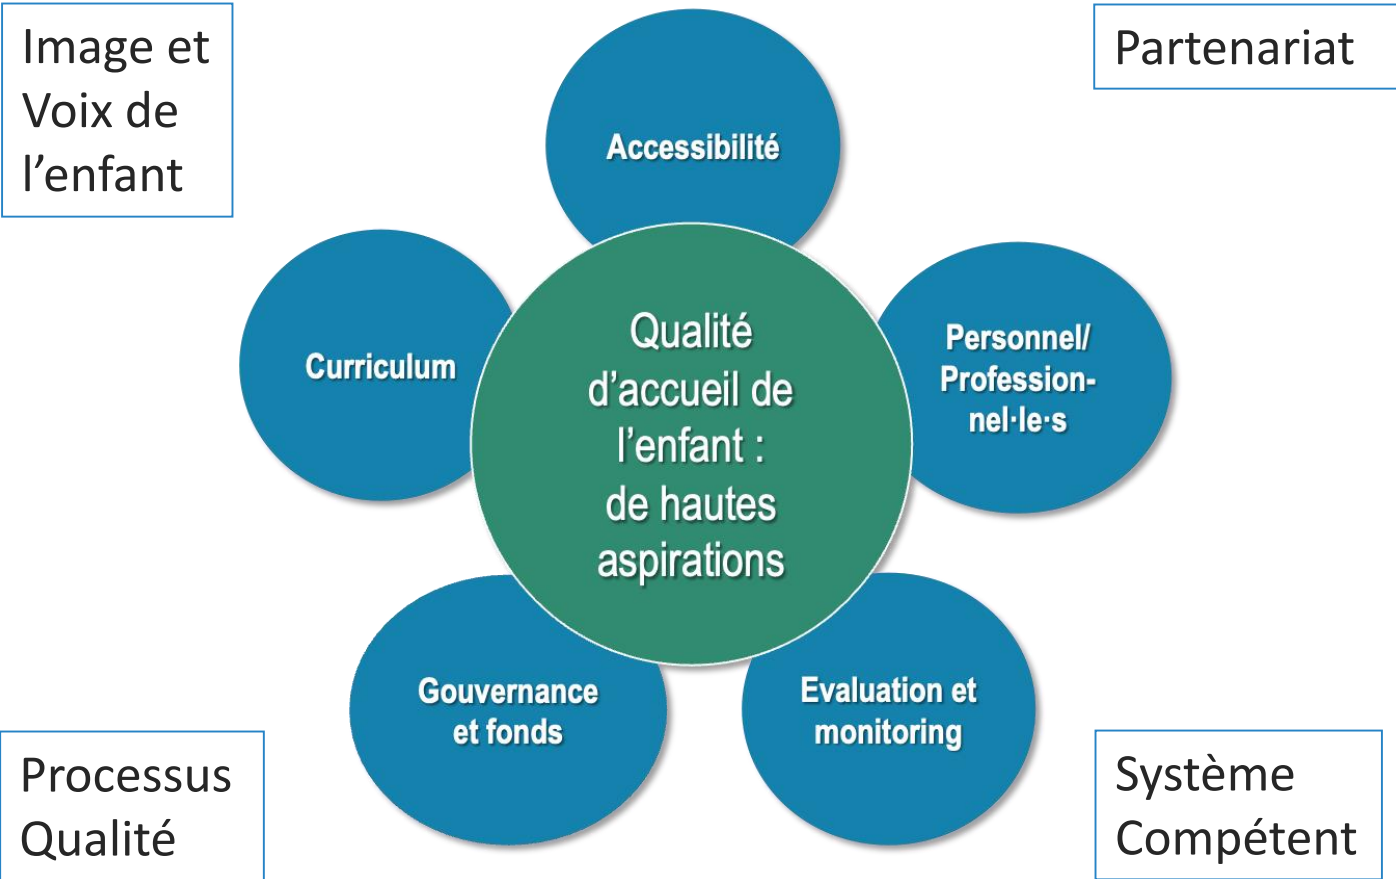 Image et
Voix de
l’enfant
Partenariat
Accessibilité
Curriculum
Qualité
d’accueil de
l’enfant :
de hautes
aspirations
Personnel/
Profession-
nel·le·s
Gouvernance
et fonds
Evaluation et
monitoring
Processus
Qualité
Système
Compétent